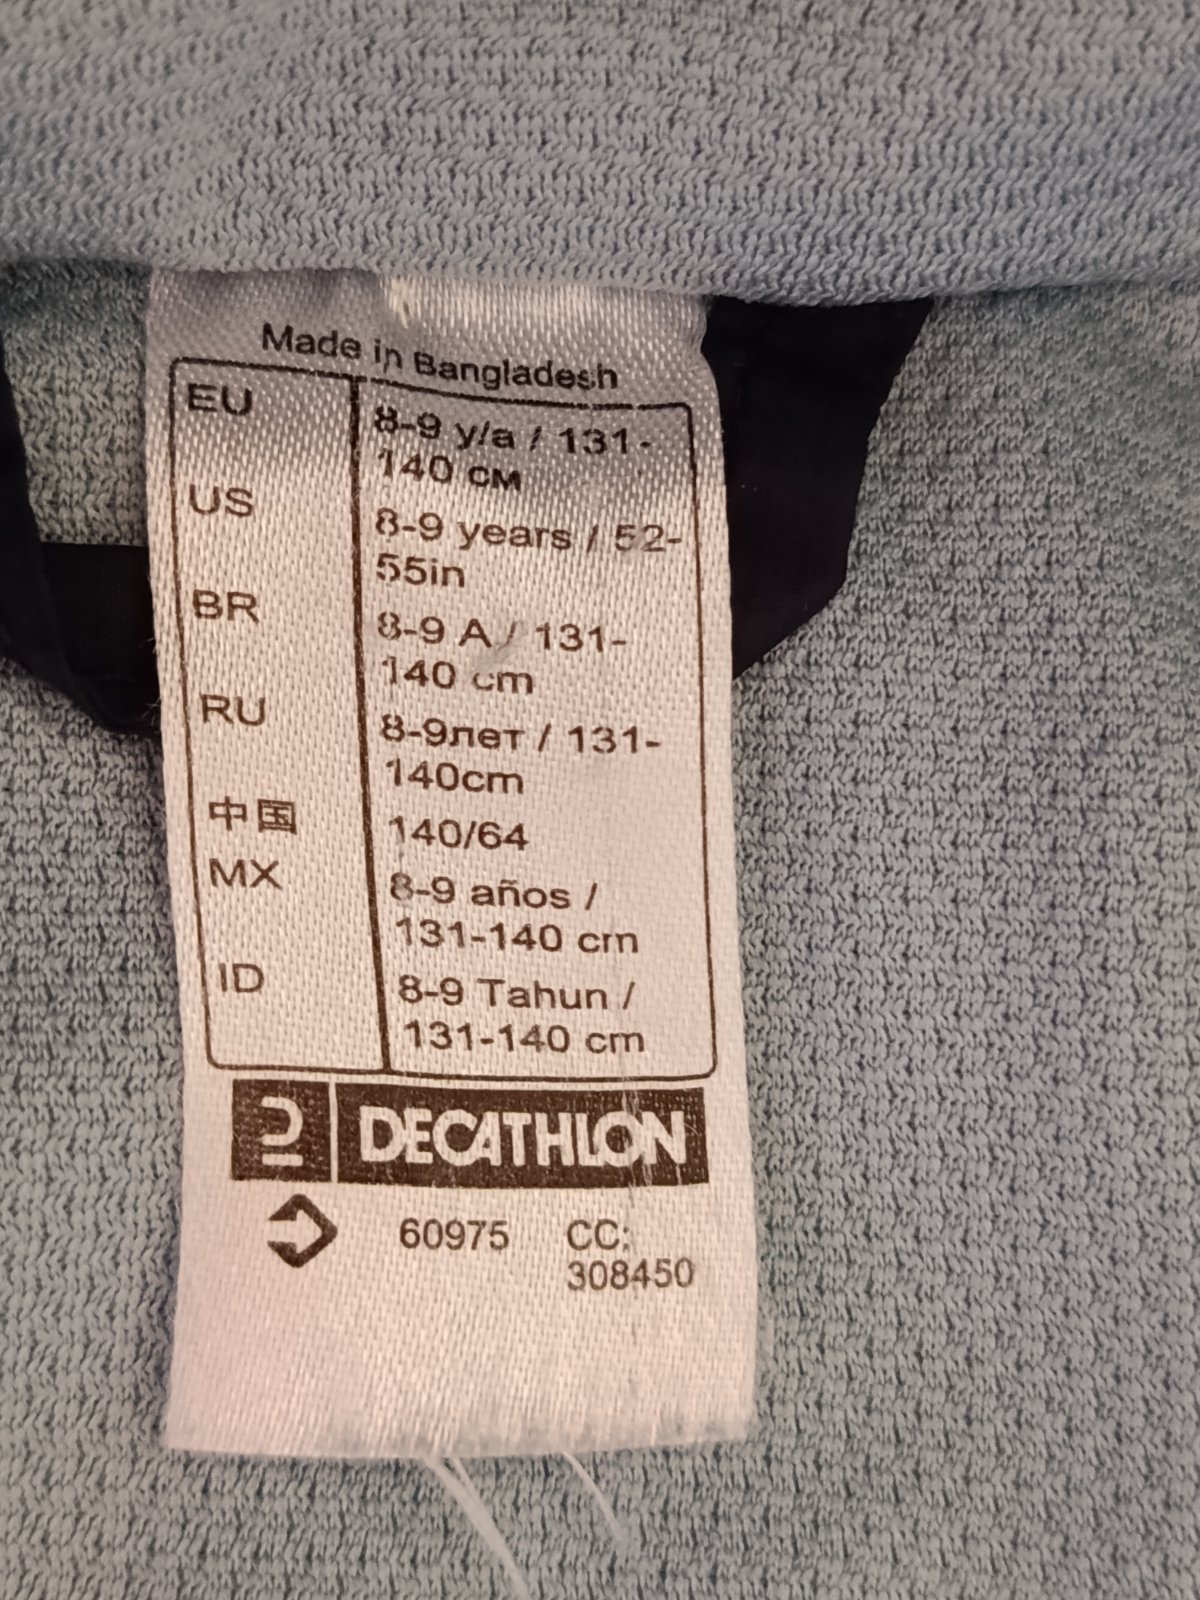 Made in Bangladesh
EU
8-9 y/a / 131-
140 см
US
8-9 years / 52-
55in
BR
8-9 A / 131-
140 cm
RU
8-9лет / 131-
140cm
中国
140/64
MX
8-9 años /
131-140 cm
ID
8-9 Tahun /
131-140 cm
DECATHLON
60975 CC:
308450